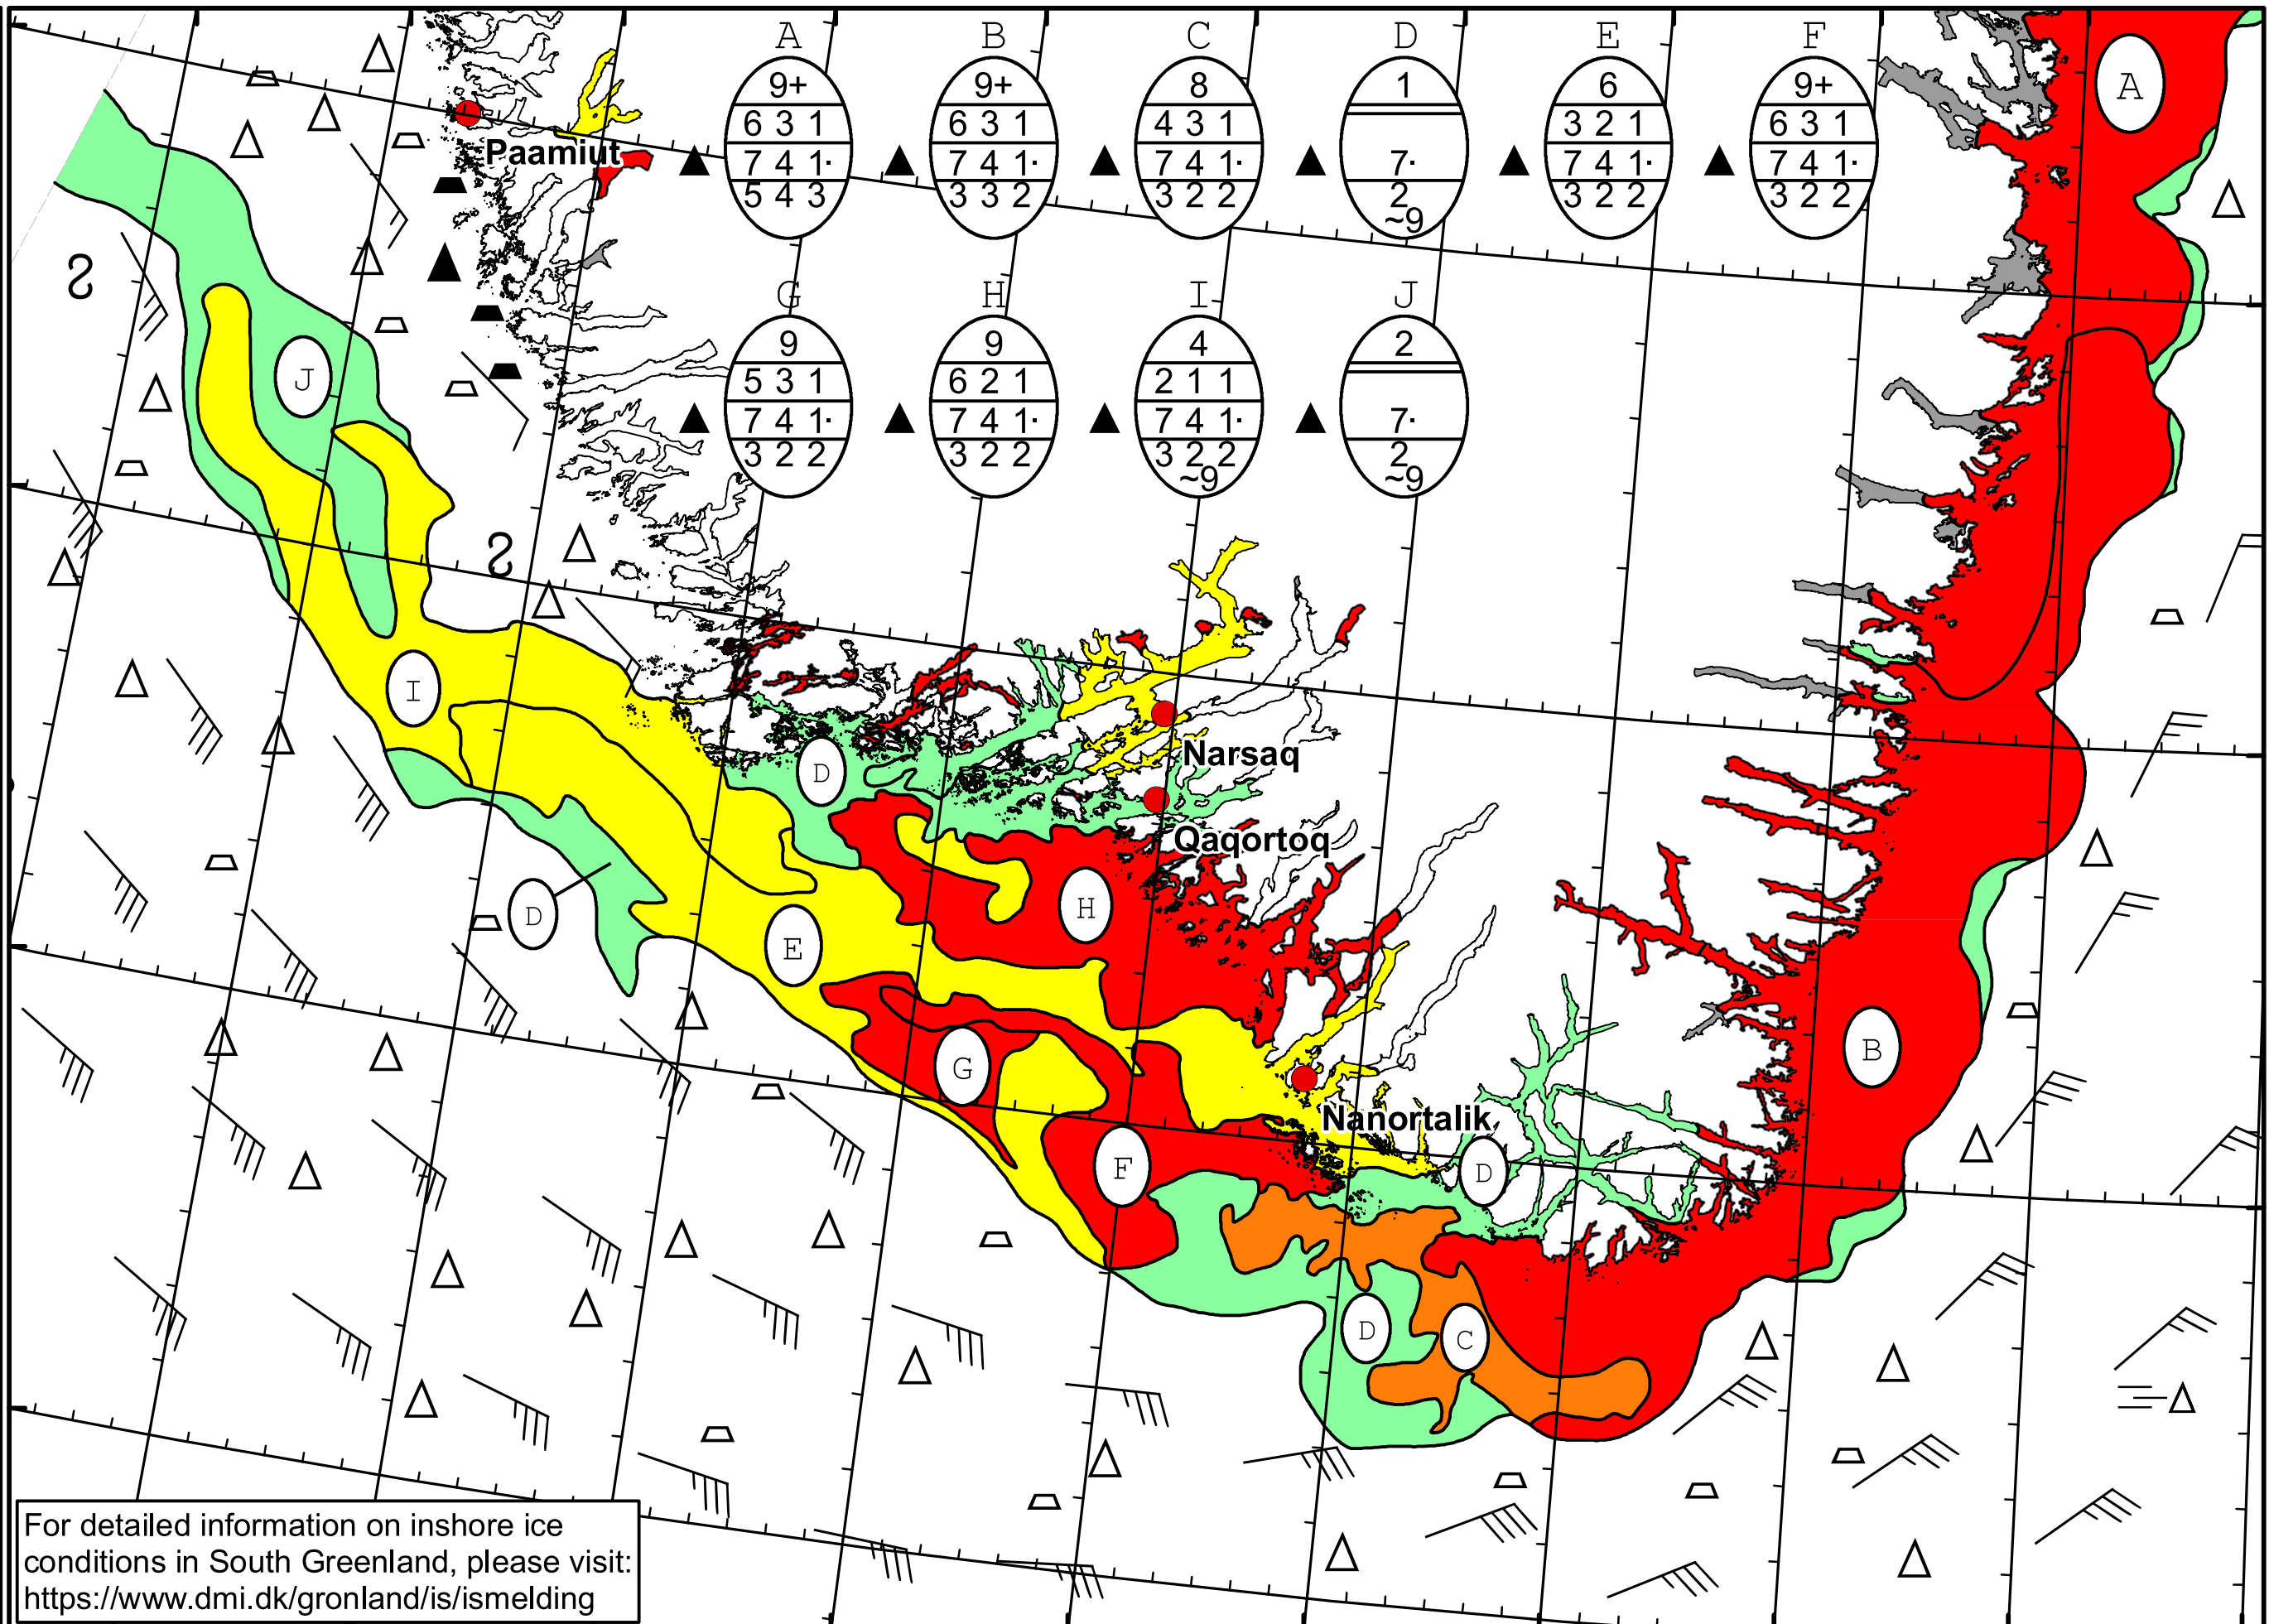 A B C D E F
9+ 9+ 8 1 6 9+
6 3 1 6 3 1 4 3 1 3 2 1 6 3 1
7 4 1· 7 4 1· 7 4 1· 7· 7 4 1· 7 4 1·
5 4 3 3 3 2 3 2 2 2 3 2 2 3 2 2
~9
G H I J
9 9 4 2
5 3 1 6 2 1 2 1 1
7 4 1· 7 4 1· 7 4 1· 7·
3 2 2 3 2 2 3 2 2 2
~9 ~9
A
Paamiut
J
I
Narsaq
D
Qaqortoq
H
D
E
B
G
Nanortalik
F
D
D
C
For detailed information on inshore ice
conditions in South Greenland, please visit:
https://www.dmi.dk/gronland/is/ismelding